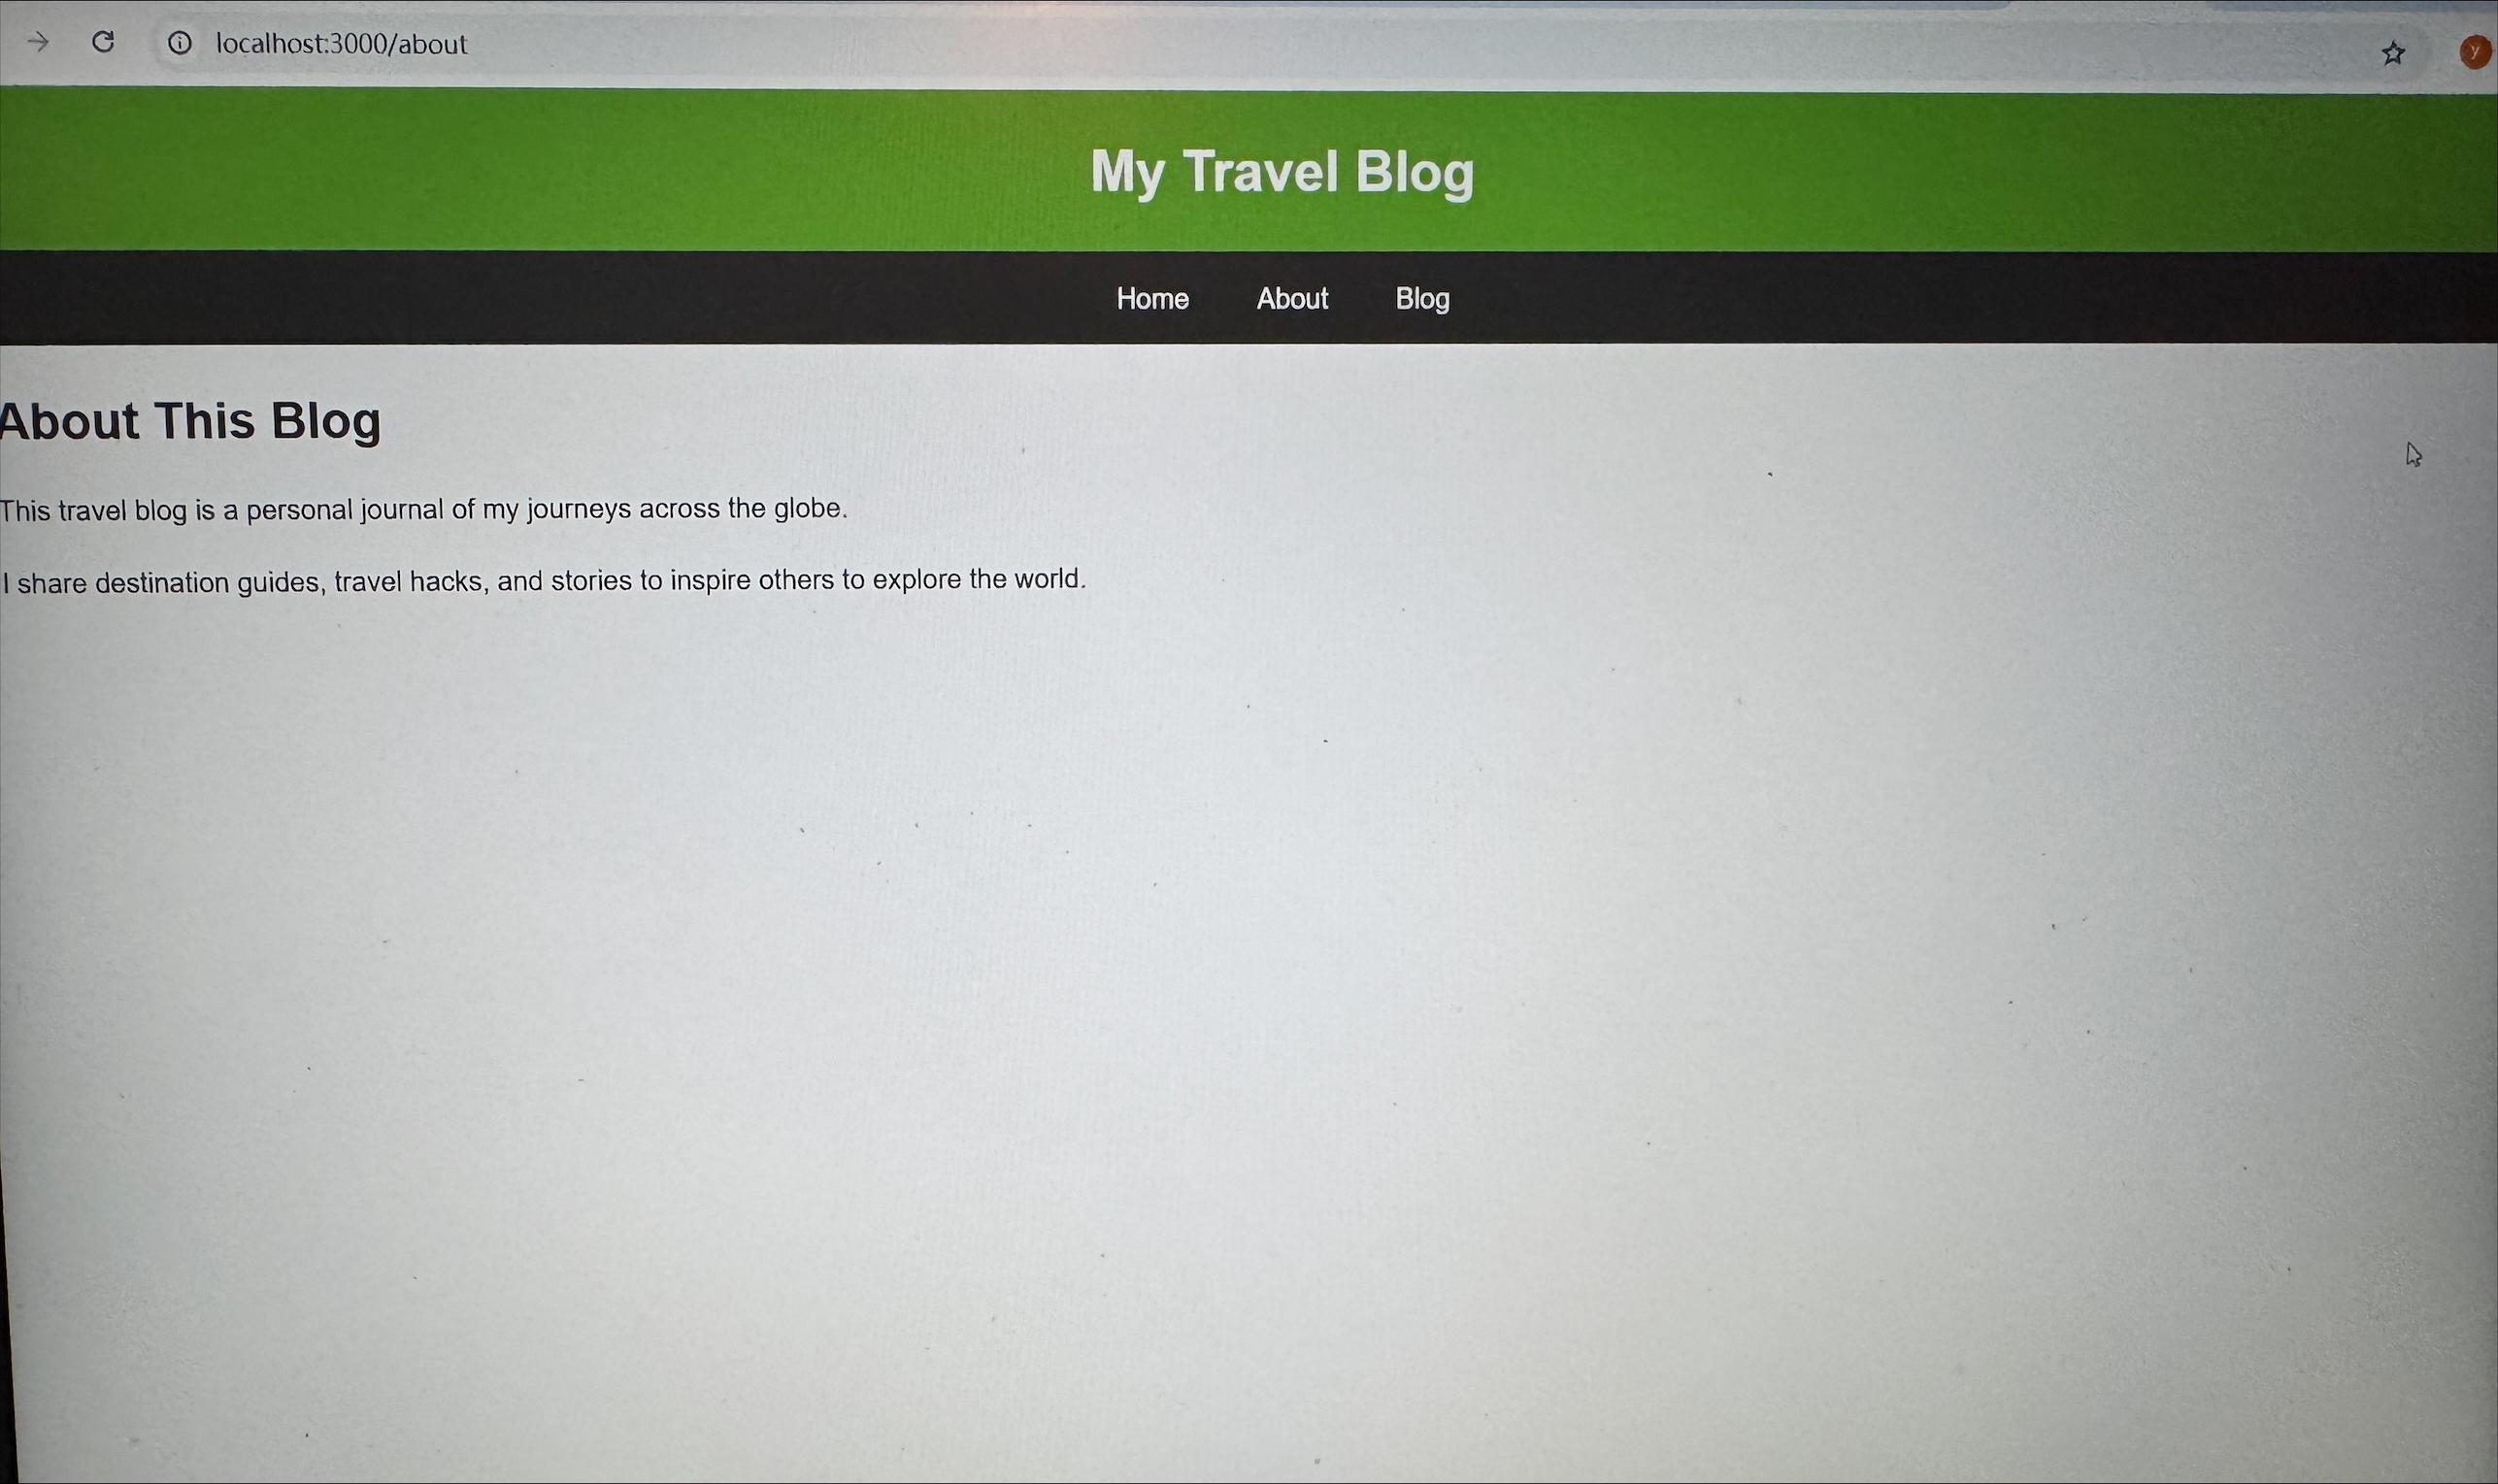 localhost:3000/about
y
My Travel Blog
Home About Blog
About This Blog
This travel blog is a personal journal of my journeys across the globe.
I share destination guides, travel hacks, and stories to inspire others to explore the world.